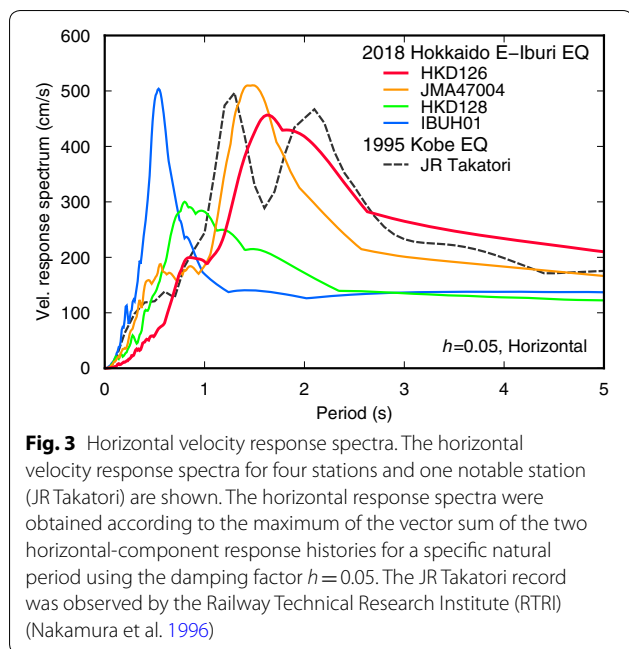 600
500
400
300
200
100
0
Vel. response spectrum (cm/s)
2018 Hokkaido E−Iburi EQ
HKD126
JMA47004
HKD128
IBUH01
1995 Kobe EQ
JR Takatori
h=0.05, Horizontal
0 1 2 3 4 5
Period (s)
Fig. 3 Horizontal velocity response spectra. The horizontal
velocity response spectra for four stations and one notable station
(JR Takatori) are shown. The horizontal response spectra were
obtained according to the maximum of the vector sum of the two
horizontal-component response histories for a specific natural
period using the damping factor h = 0.05. The JR Takatori record
was observed by the Railway Technical Research Institute (RTRI)
(Nakamura et al. 1996)